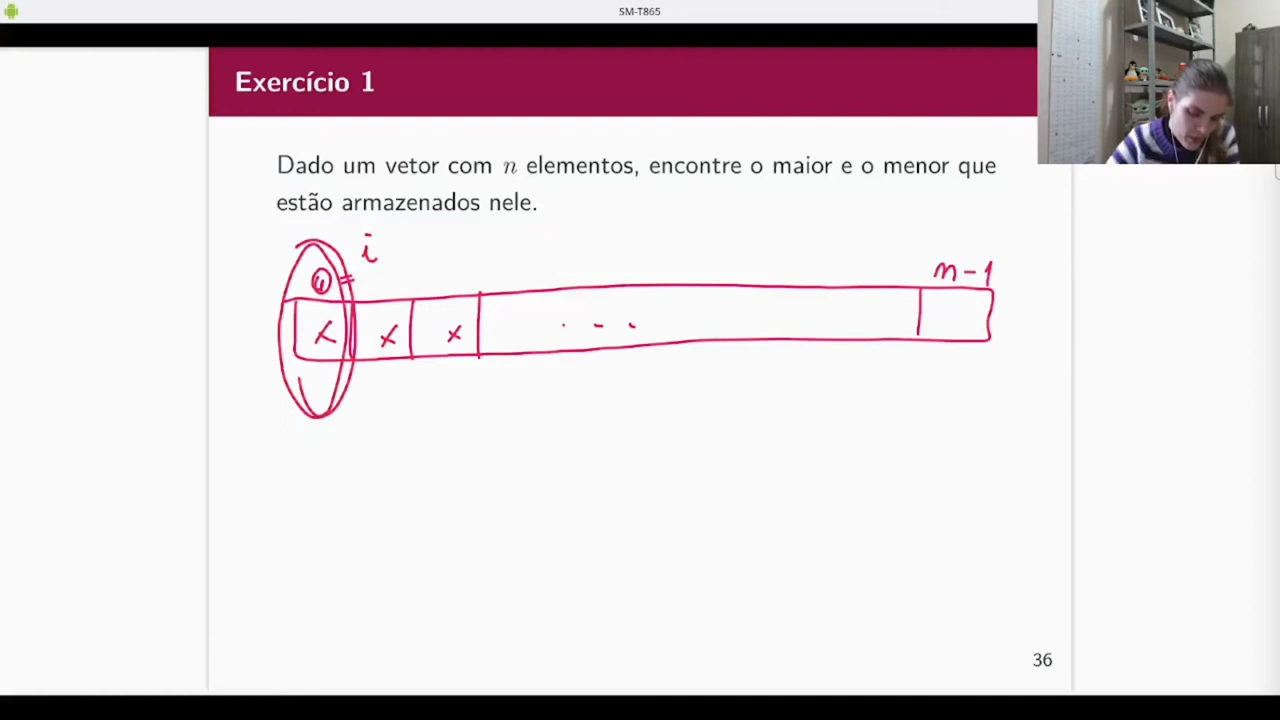 SM-T865
Exercício 1
Dado um vetor com n elementos, encontre o maior e o menor que
estão armazenados nele.
i
0 =
n-1
x x x ...
36